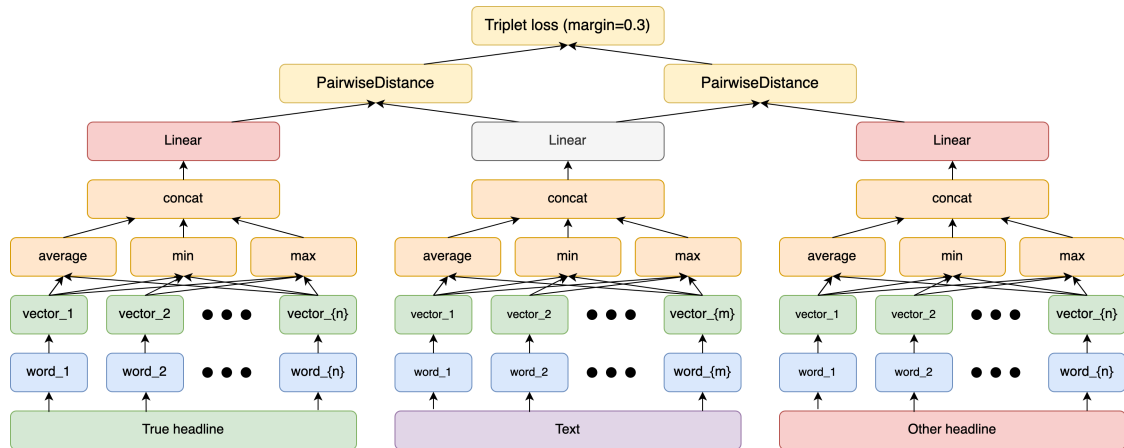 Triplet loss (margin=0.3)
PairwiseDistance PairwiseDistance
Linear Linear Linear
concat concat concat
average min max average min max average min max
vector_1 vector_2 vector_{n} vector_1 vector_2 vector_{m} vector_1 vector_2 vector_{n}
word_1 word_2 word_{n} word_1 word_2 word_{m} word_1 word_2 word_{n}
True headline Text Other headline